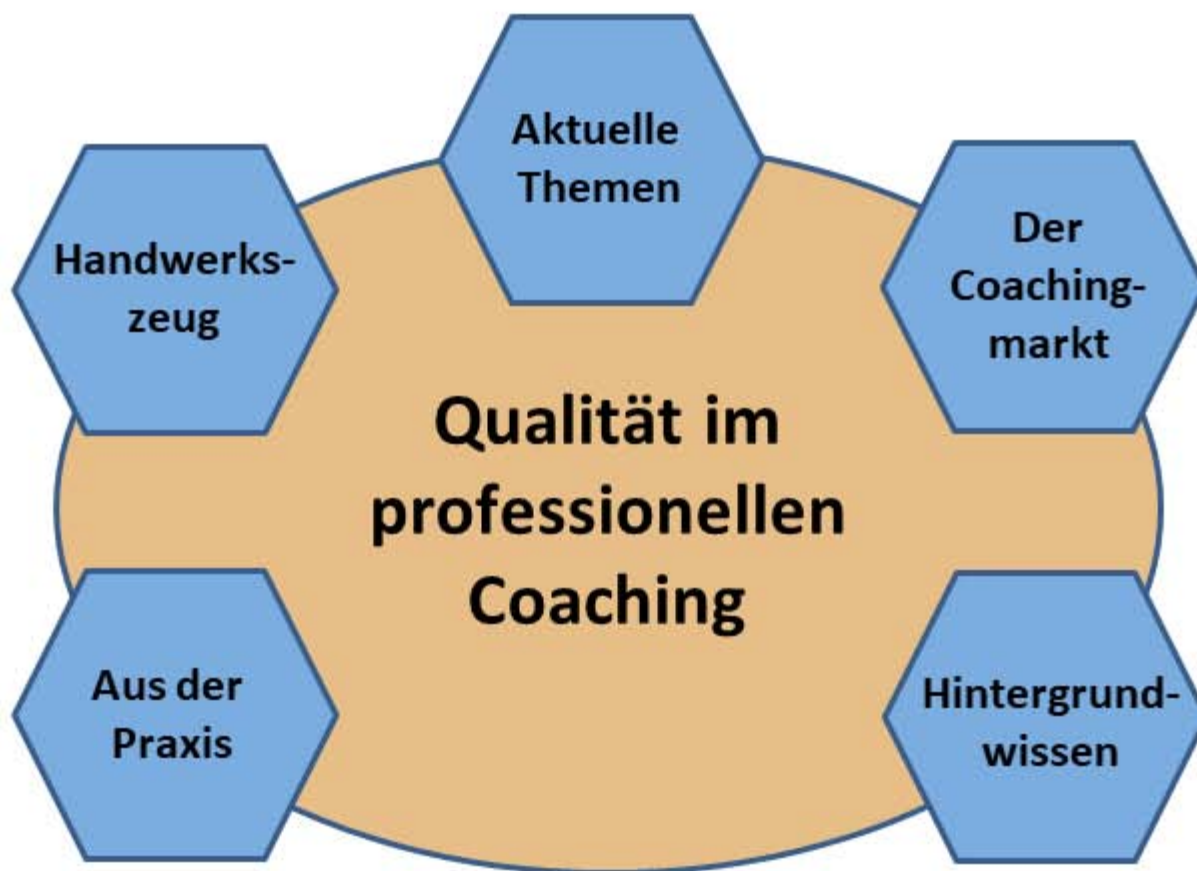 Aktuelle
Themen
Handwerks-
zeug
Der
Coaching-
markt
Qualität im
professionellen
Coaching
Aus der
Praxis
Hintergrund-
wissen